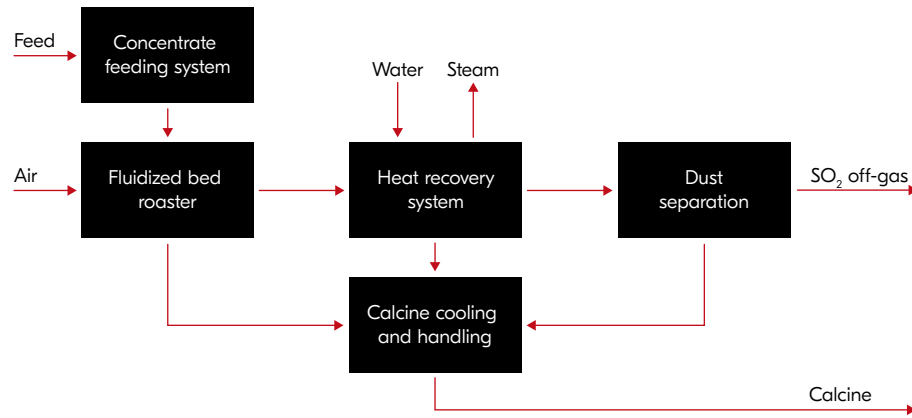 Feed
Concentrate
feeding system
Water
Steam
Air
Fluidized bed
roaster
Heat recovery
system
Dust
separation
SO₂ off-gas
Calcine cooling
and handling
Calcine